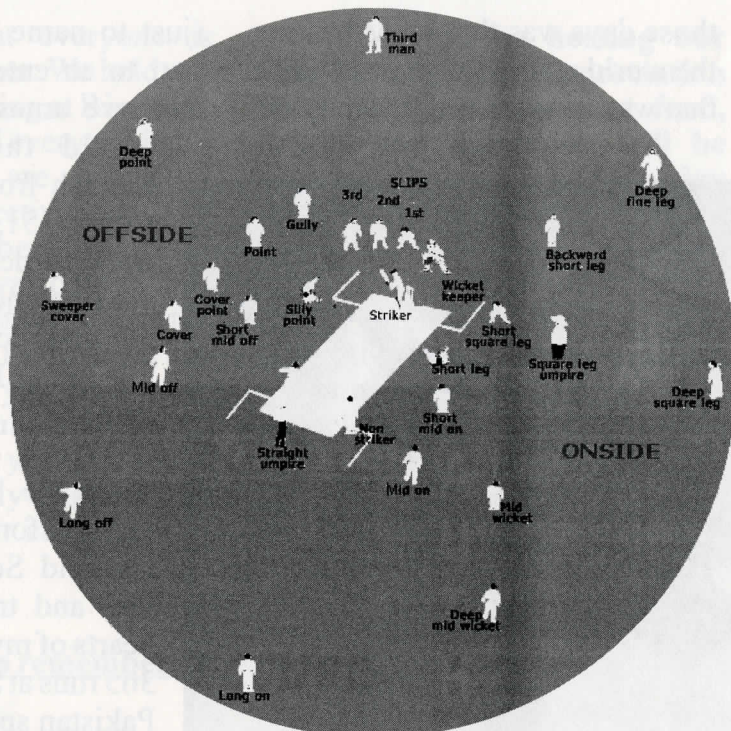 Third
man
Deep
point
Deep
fine leg
SLIPS
3rd
2nd
1st
Gully
OFFSIDE
Point
Backward
short leg
Wicket
keeper
Sweeper
cover
Cover
point
Silly
point
Striker
Short
square leg
Cover
Short
mid off
Square leg
umpire
Short leg
Mid off
Deep
square leg
Short
mid on
Non
striker
Straight
umpire
ONSIDE
Mid on
Long off
Mid
wicket
Deep
mid wicket
Long on